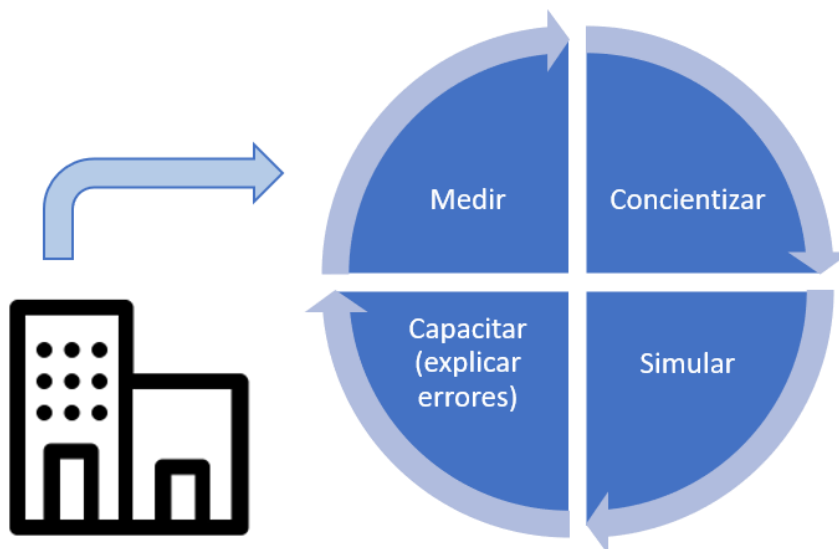 Medir
Concientizar
Capacitar
(explicar
errores)
Simular